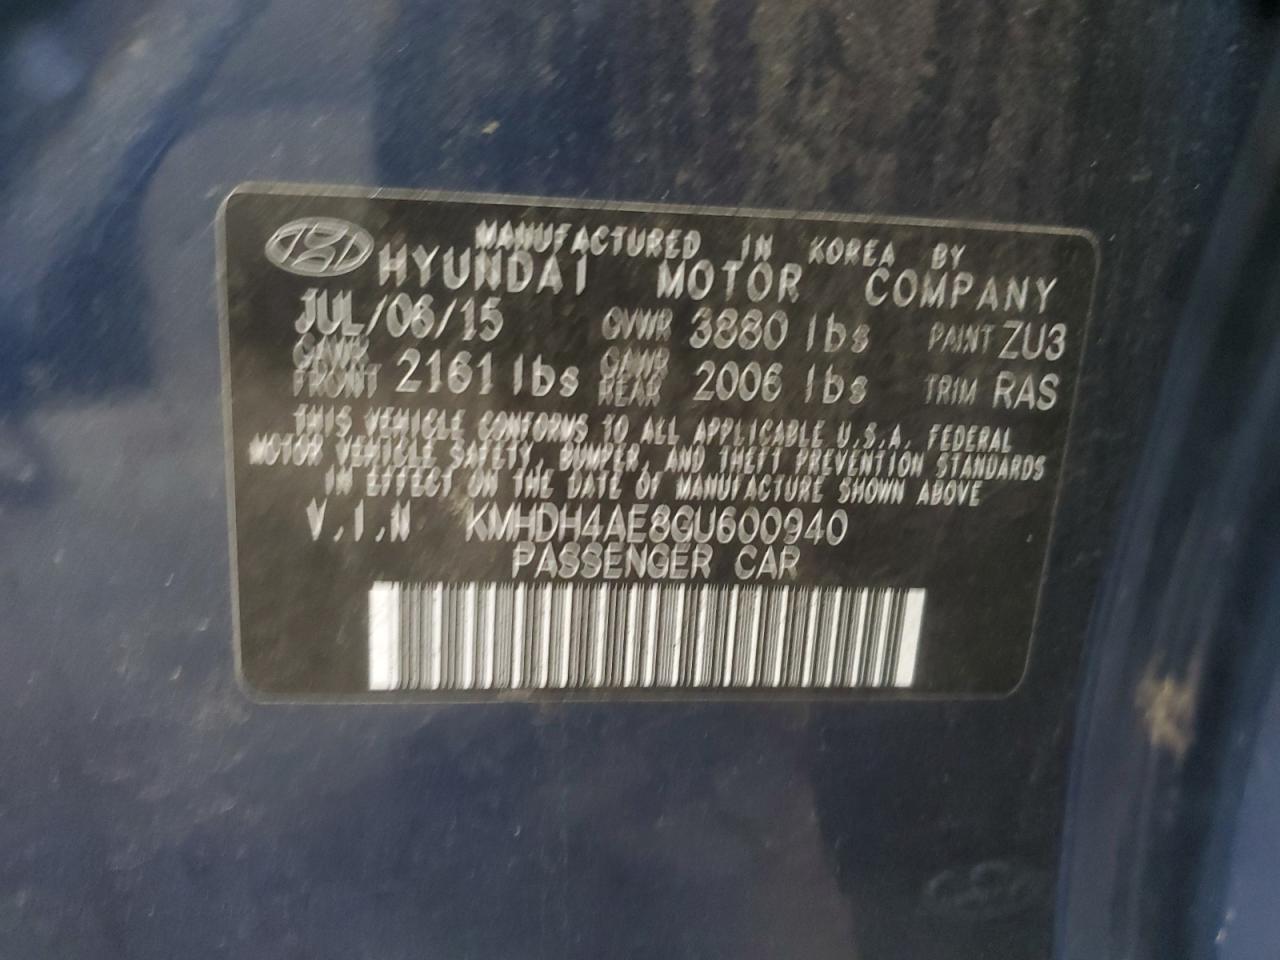 MANUFACTURED IN KOREA BY
HYUNDAI MOTOR COMPANY
JUL/06/15 GVWR 3880 lbs PAINT ZU3
GAWR FRONT 2161 lbs GAWR REAR 2006 lbs TRIM RAS
THIS VEHICLE CONFORMS TO ALL APPLICABLE U.S.A. FEDERAL
MOTOR VEHICLE SAFETY, BUMPER, AND THEFT PREVENTION STANDARDS
IN EFFECT ON THE DATE OF MANUFACTURE SHOWN ABOVE
V.I.N KMHDH4AE8GU600940
PASSENGER CAR